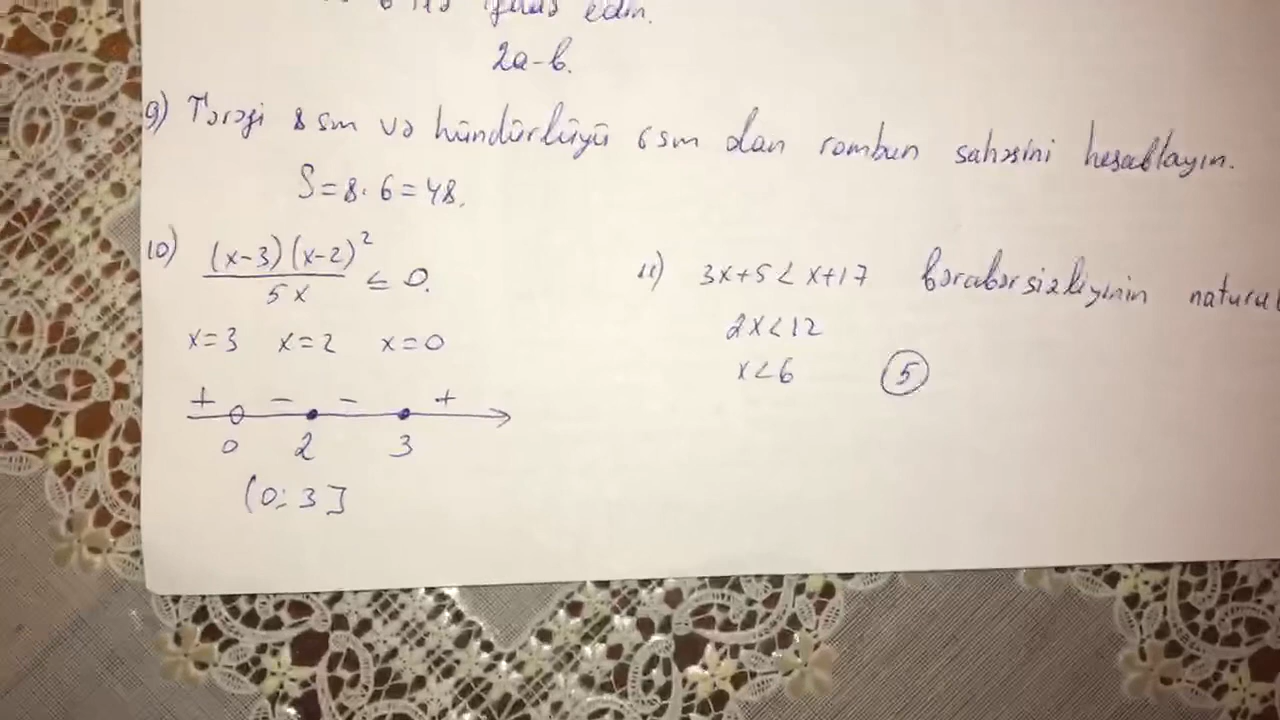 edin.
2a-b.
9) Tərəfi 8 sm və hündürlüyü 6 sm olan rombun sahəsini hesablayın.
S=8·6=48.
10) (x-3)(x-2)² / 5x ≤ 0.
x=3 x=2 x=0
+ - - +
0 2 3
(0; 3]
11) 3x+5<x+17 bərabərsizliyinin natural
2x<12
x<6 5